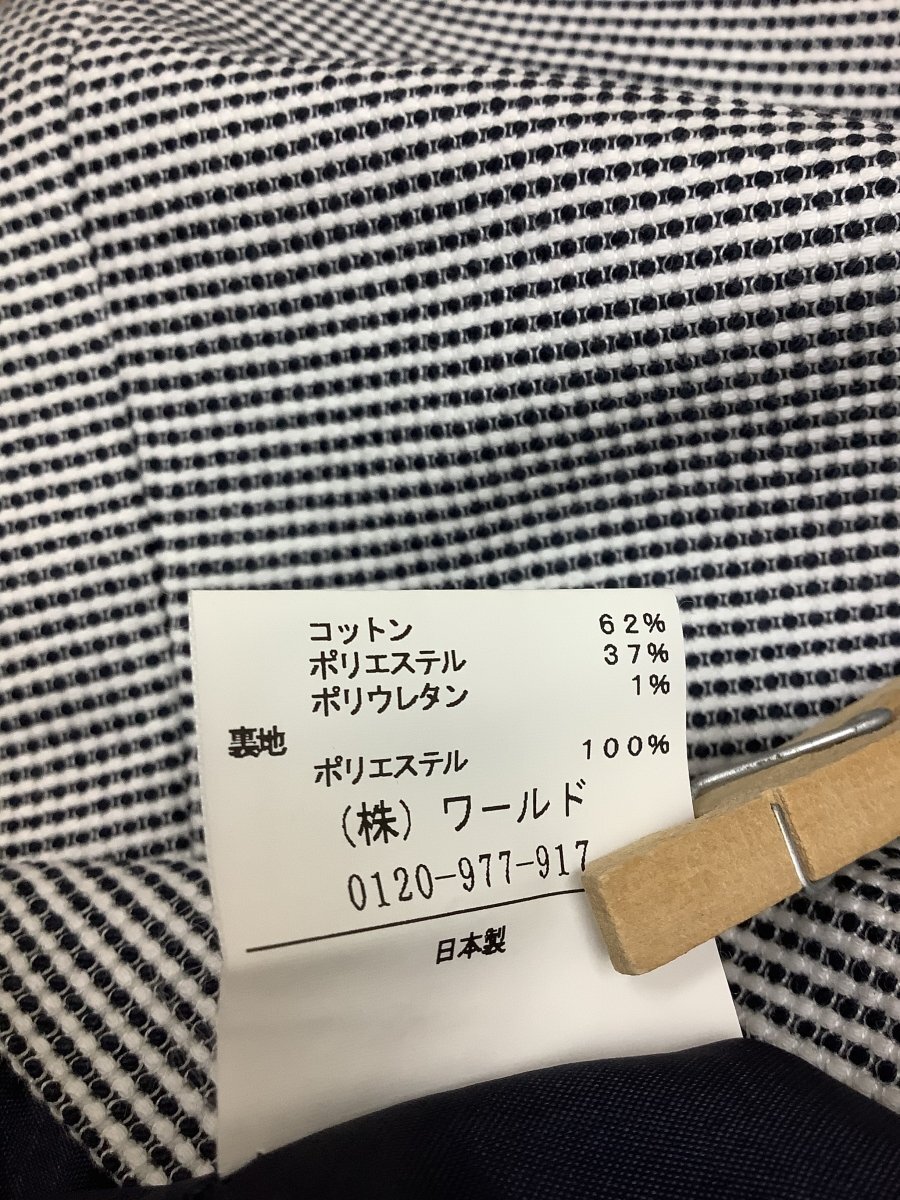 コットン 62%
ポリエステル 37%
ポリウレタン 1%
裏地
ポリエステル 100%
(株) ワールド
0120-977-917
日本製